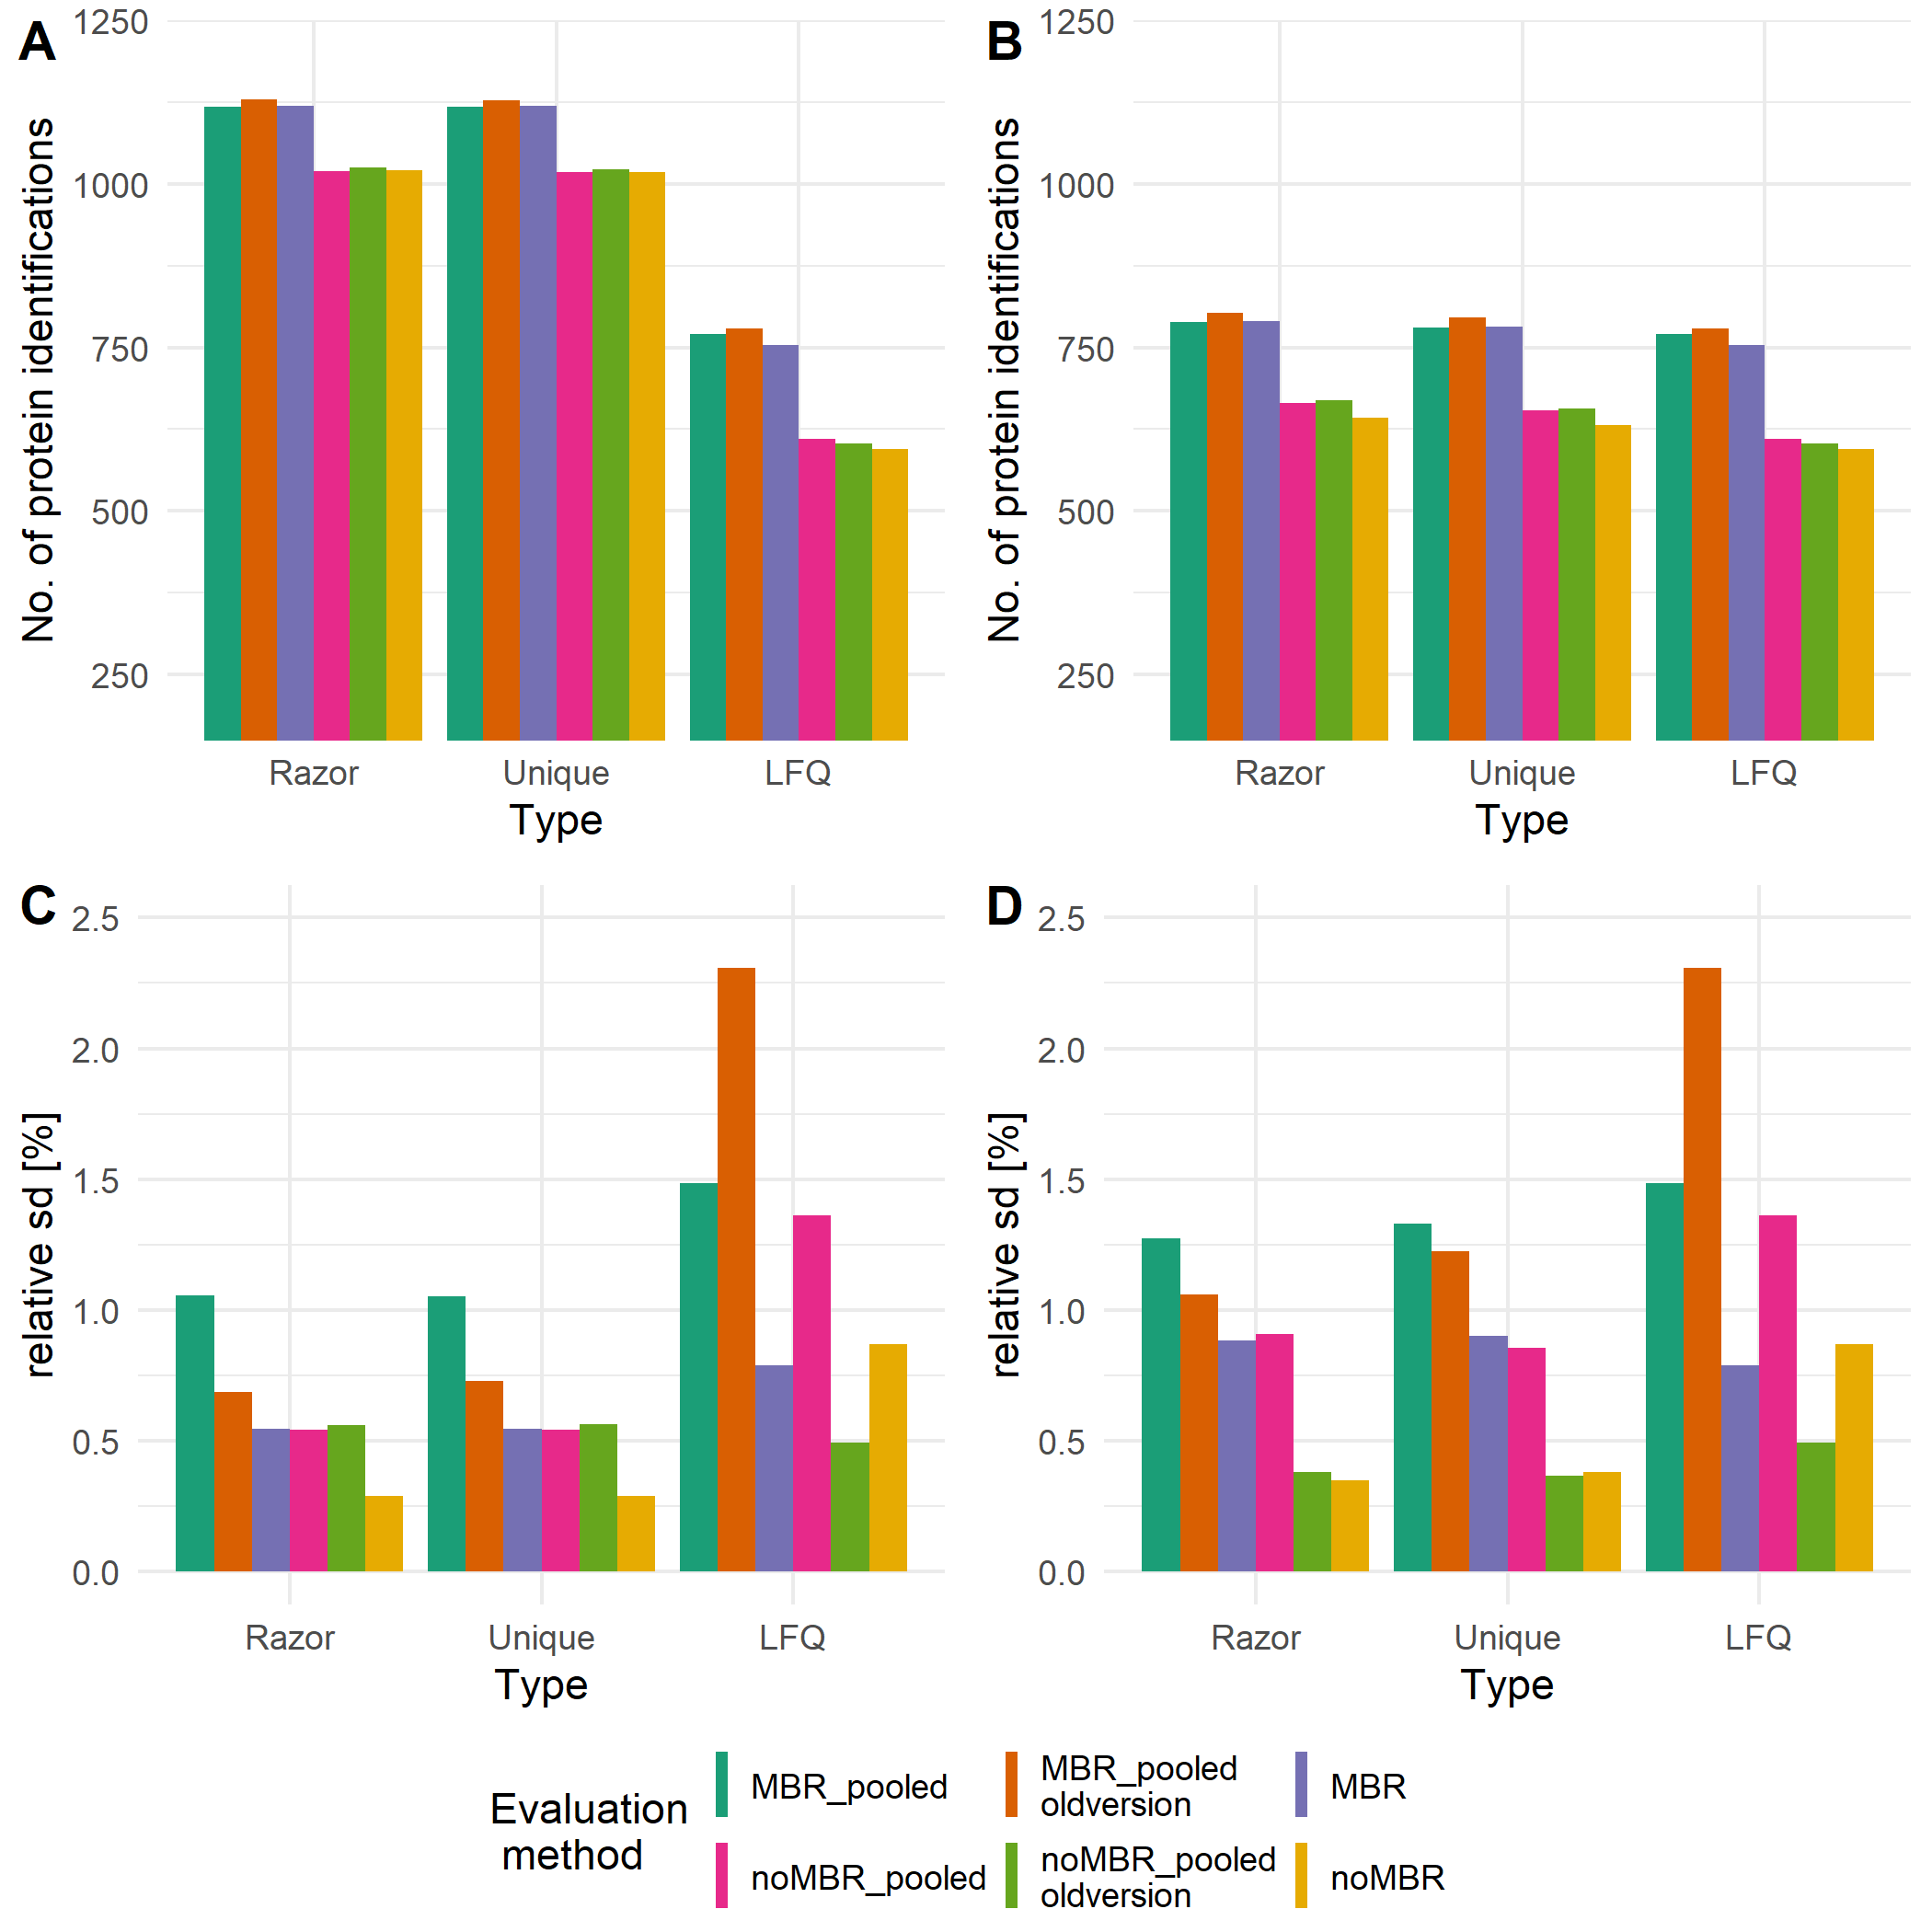 A
1250
1000
750
500
250
No. of protein identifications
Razor
Unique
LFQ
Type
B
1250
1000
750
500
250
No. of protein identifications
Razor
Unique
LFQ
Type
C
2.5
2.0
1.5
1.0
0.5
0.0
relative sd [%]
Razor
Unique
LFQ
Type
D
2.5
2.0
1.5
1.0
0.5
0.0
relative sd [%]
Razor
Unique
LFQ
Type
Evaluation
method
MBR_pooled
MBR_pooled
oldversion
MBR
noMBR_pooled
noMBR_pooled
oldversion
noMBR